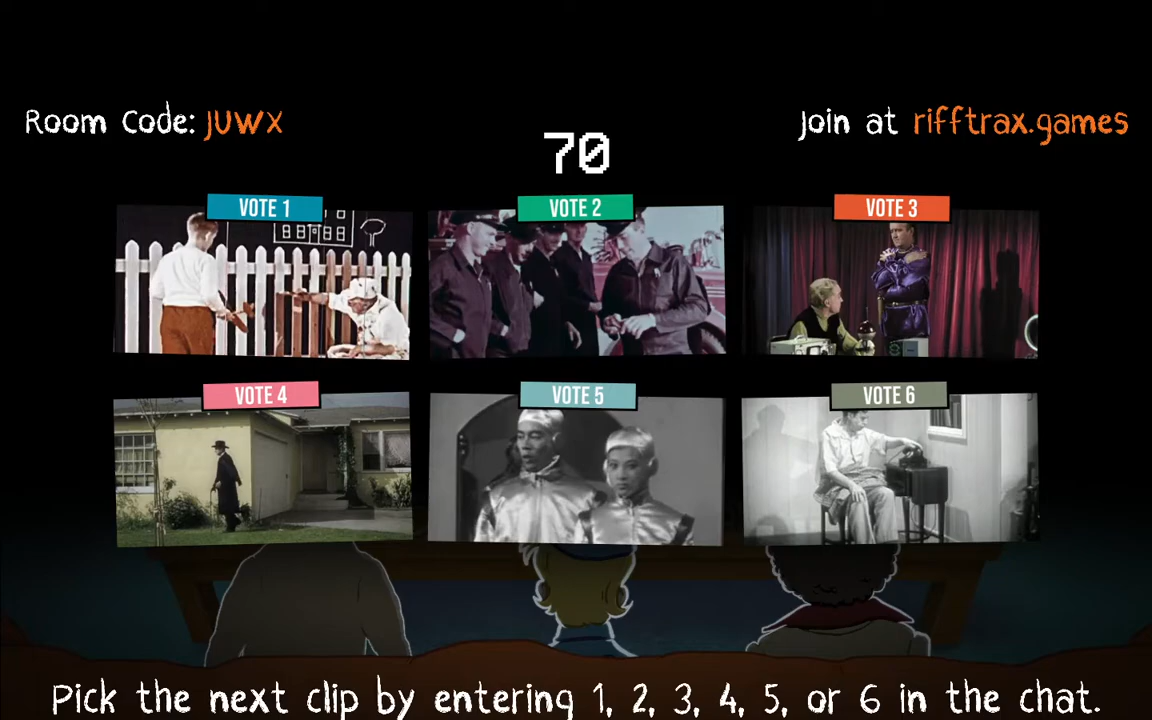 Room Code: JUWX
Join at rifftrax.games
70
VOTE 1
VOTE 2
VOTE 3
VOTE 4
VOTE 5
VOTE 6
Pick the next clip by entering 1, 2, 3, 4, 5, or 6 in the chat.